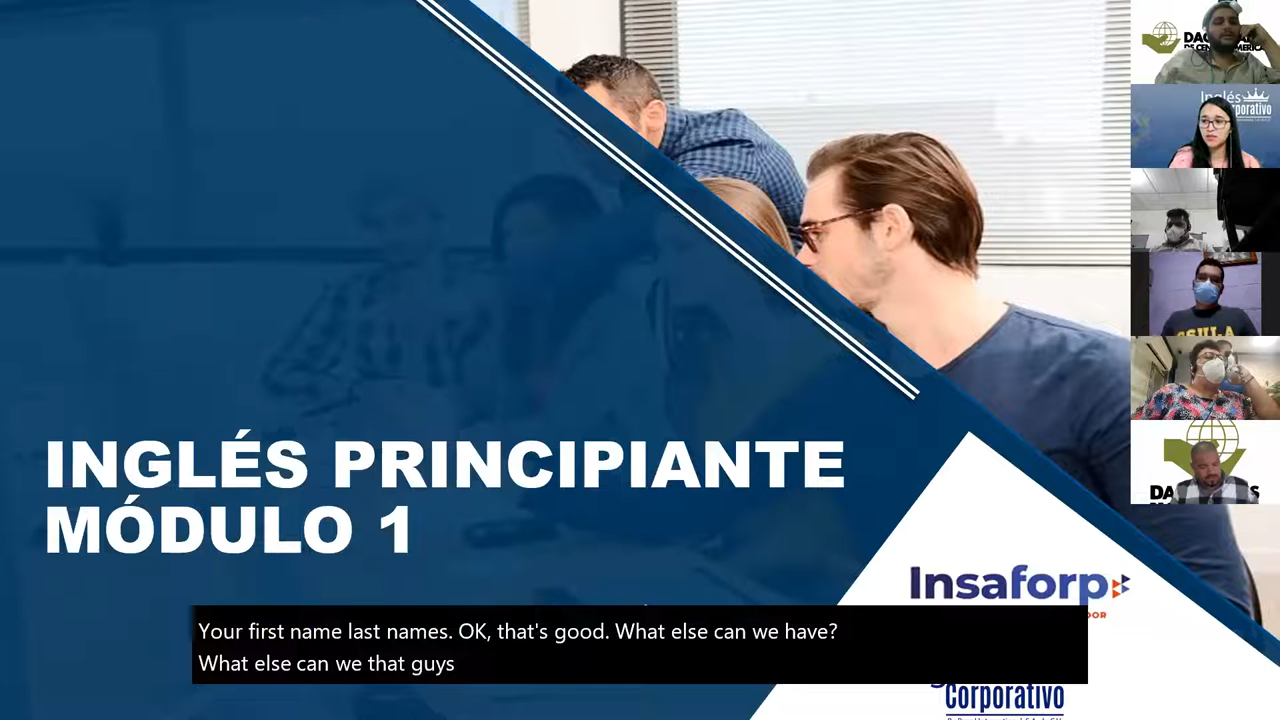 INGLÉS PRINCIPIANTE
MÓDULO 1
Insaforp
Corporativo
Your first name last names. OK, that's good. What else can we have?
What else can we that guys
Inglés
SULA